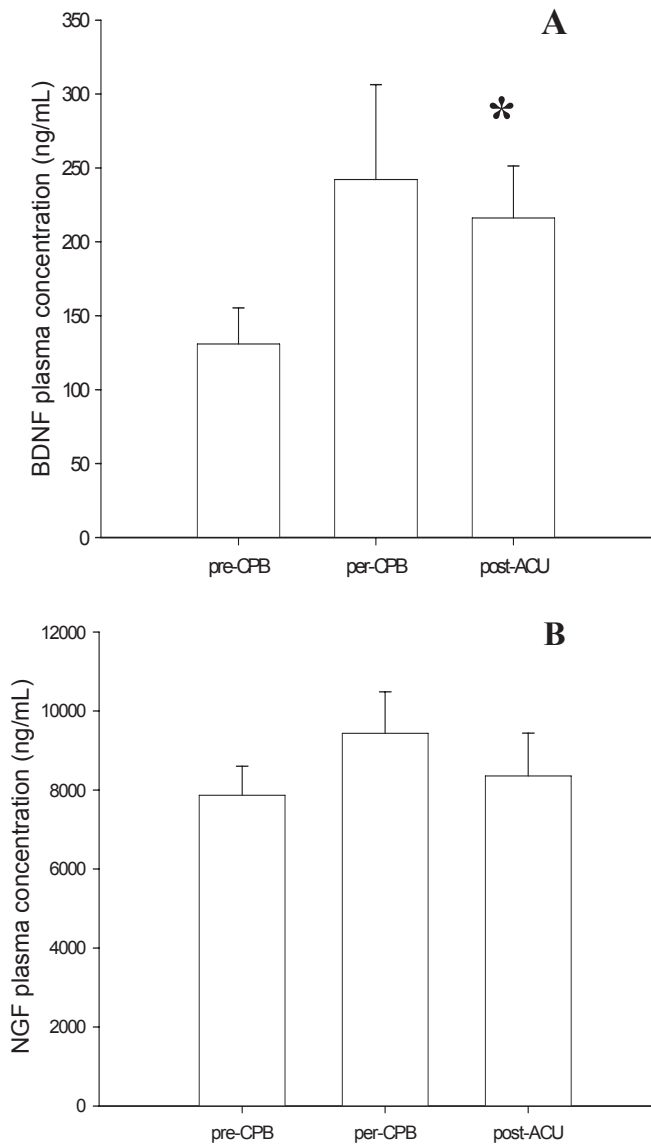 A
BDNF plasma concentration (ng/mL)
350
300
250
200
150
100
50
0
*
pre-CPB
per-CPB
post-ACU
B
NGF plasma concentration (ng/mL)
12000
10000
8000
6000
4000
2000
0
pre-CPB
per-CPB
post-ACU